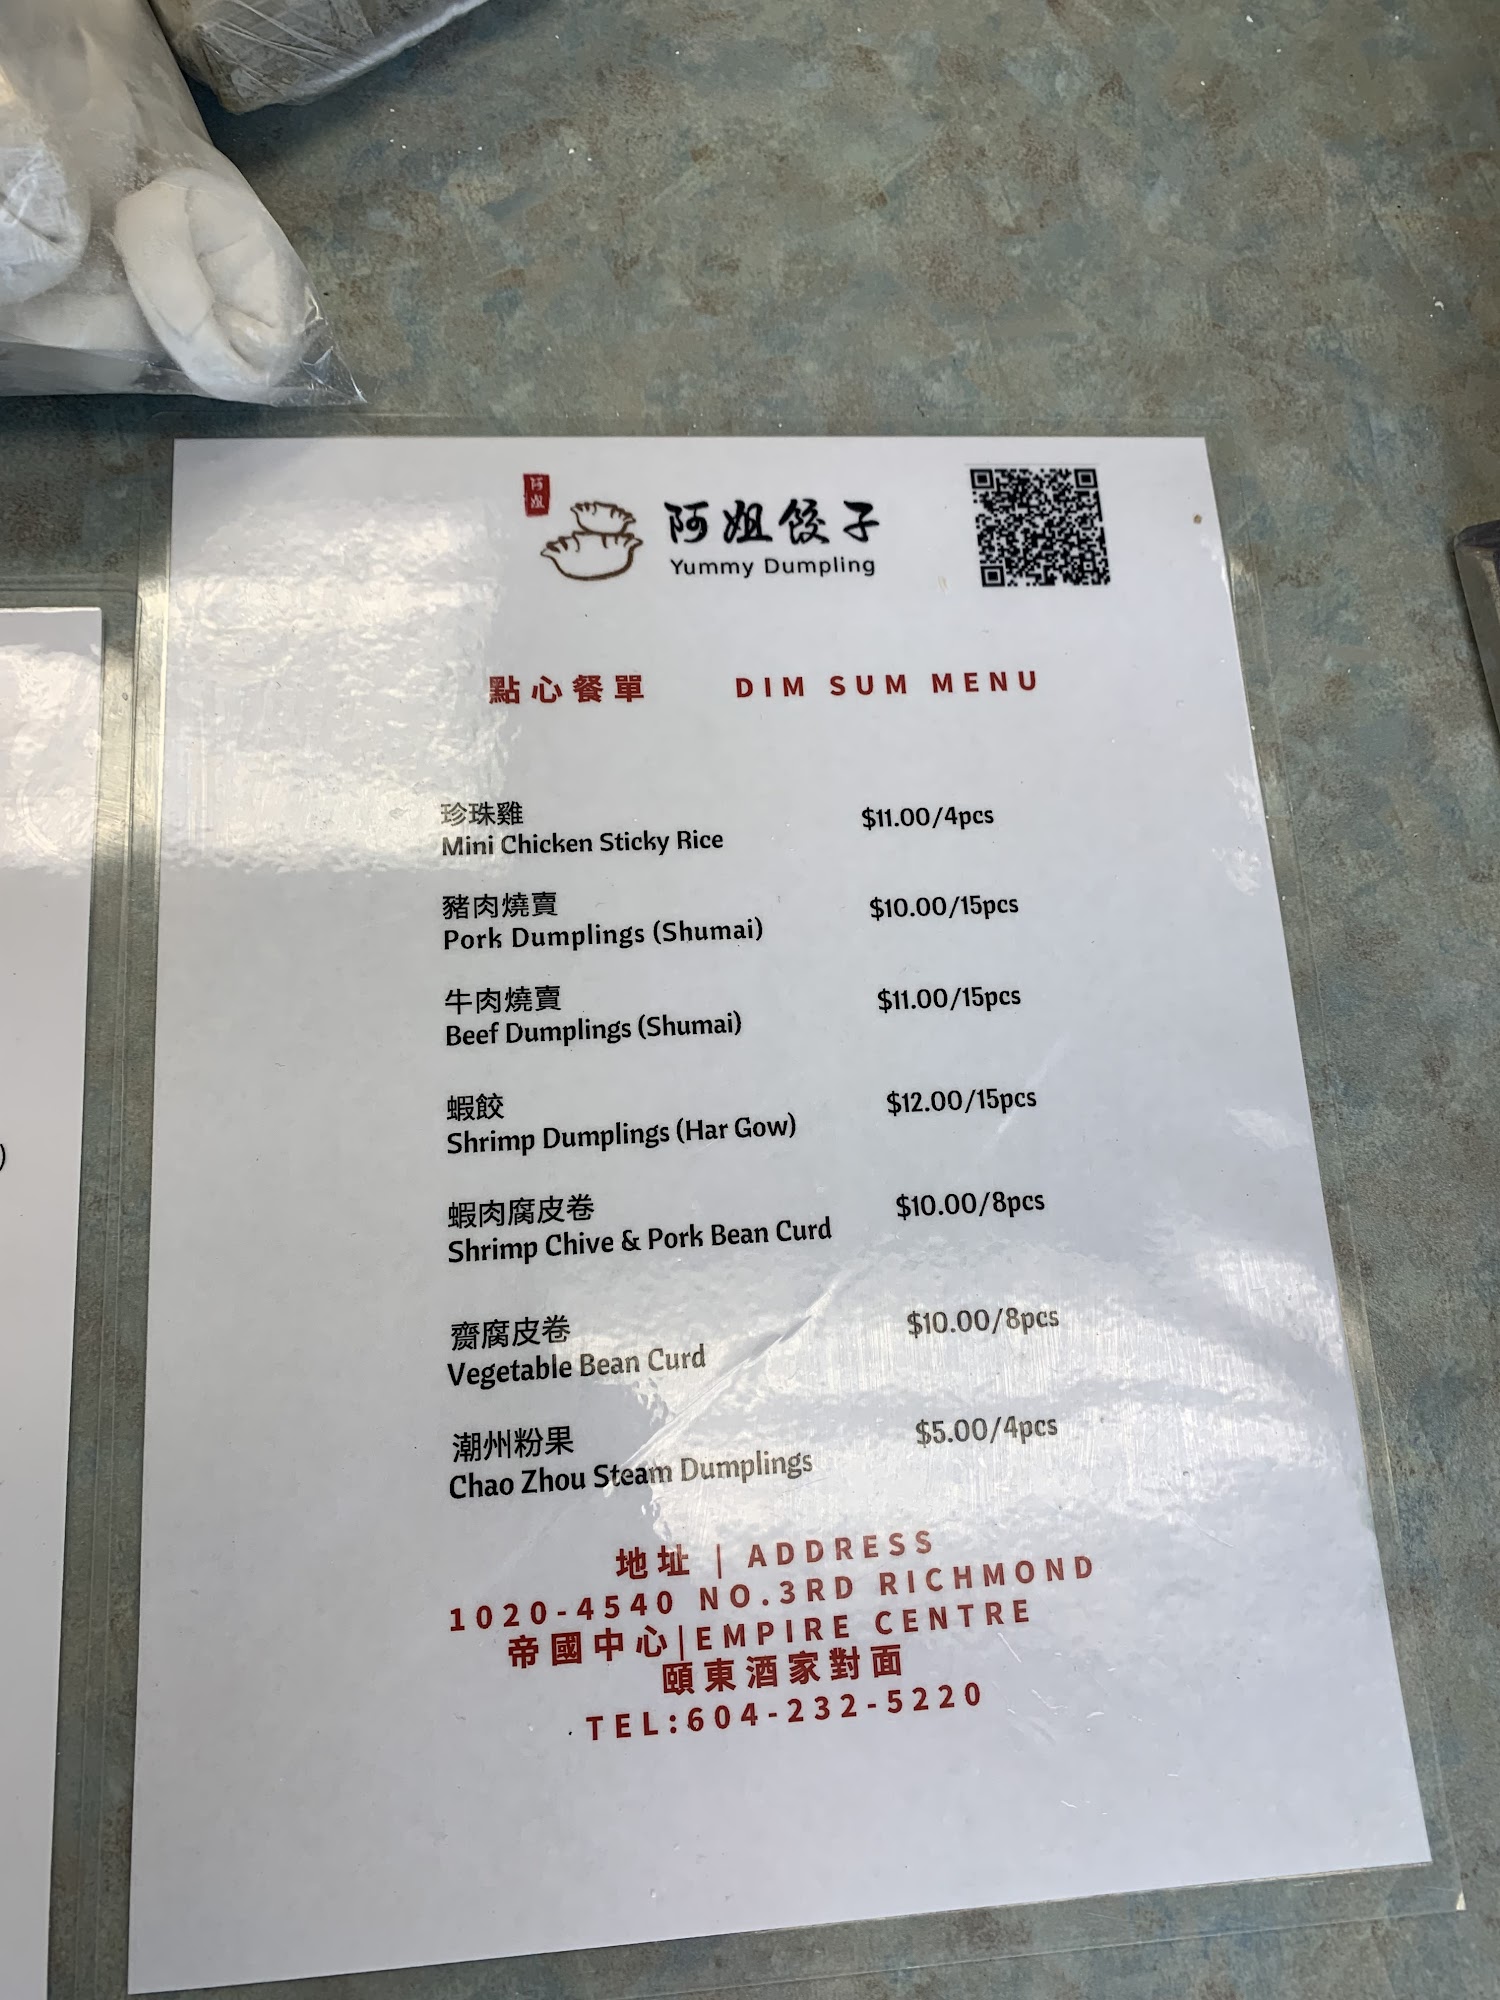 阿姐
阿姐餃子
Yummy Dumpling
點心餐單 DIM SUM MENU
珍珠雞
Mini Chicken Sticky Rice
$11.00/4pcs
豬肉燒賣
Pork Dumplings (Shumai)
$10.00/15pcs
牛肉燒賣
Beef Dumplings (Shumai)
$11.00/15pcs
蝦餃
Shrimp Dumplings (Har Gow)
$12.00/15pcs
蝦肉腐皮卷
Shrimp Chive & Pork Bean Curd
$10.00/8pcs
齋腐皮卷
Vegetable Bean Curd
$10.00/8pcs
潮州粉果
Chao Zhou Steam Dumplings
$5.00/4pcs
地址 | ADDRESS
1020-4540 NO.3RD RICHMOND
帝國中心|EMPIRE CENTRE
頤東酒家對面
TEL:604-232-5220